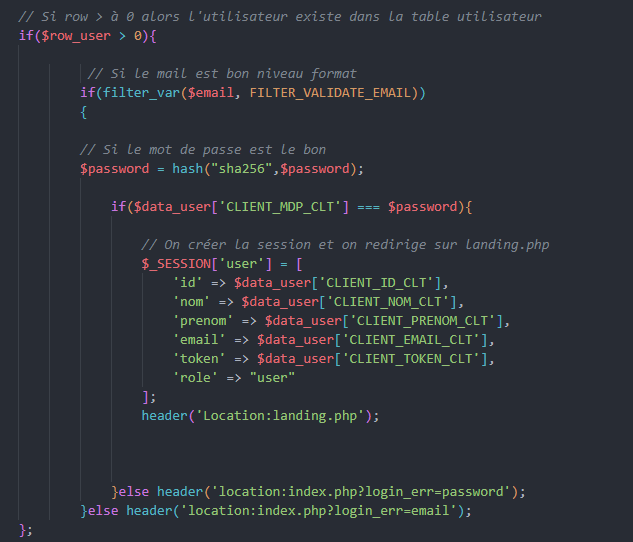 // Si row > à 0 alors l'utilisateur existe dans la table utilisateur
if($row_user > 0){
// Si le mail est bon niveau format
if(filter_var($email, FILTER_VALIDATE_EMAIL))
{
// Si le mot de passe est le bon
$password = hash("sha256",$password);
if($data_user['CLIENT_MDP_CLT'] === $password){
// On créer la session et on redirige sur landing.php
$_SESSION['user'] = [
'id' => $data_user['CLIENT_ID_CLT'],
'nom' => $data_user['CLIENT_NOM_CLT'],
'prenom' => $data_user['CLIENT_PRENOM_CLT'],
'email' => $data_user['CLIENT_EMAIL_CLT'],
'token' => $data_user['CLIENT_TOKEN_CLT'],
'role' => "user"
];
header('Location:landing.php');
}else header('location:index.php?login_err=password');
}else header('location:index.php?login_err=email');
};